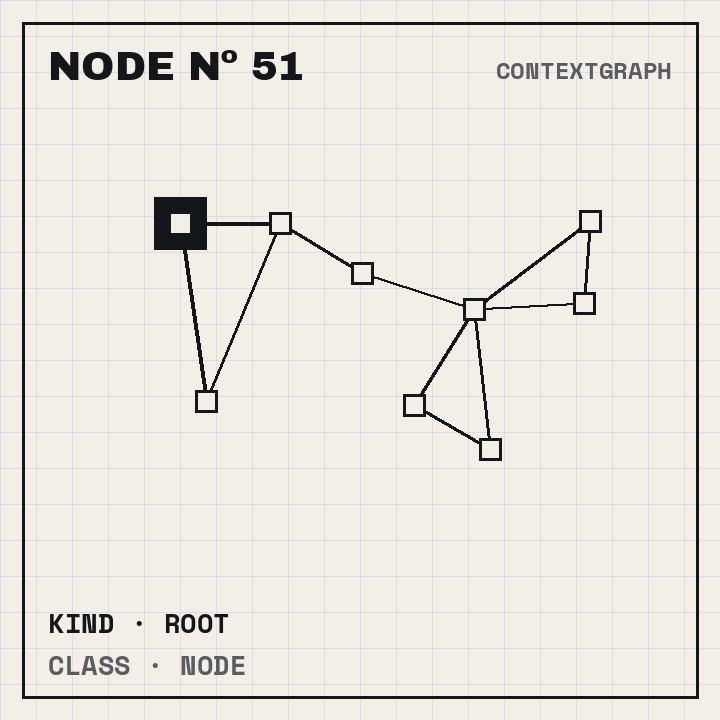 NODE Nº 51
CONTEXTGRAPH
KIND · ROOT
CLASS · NODE